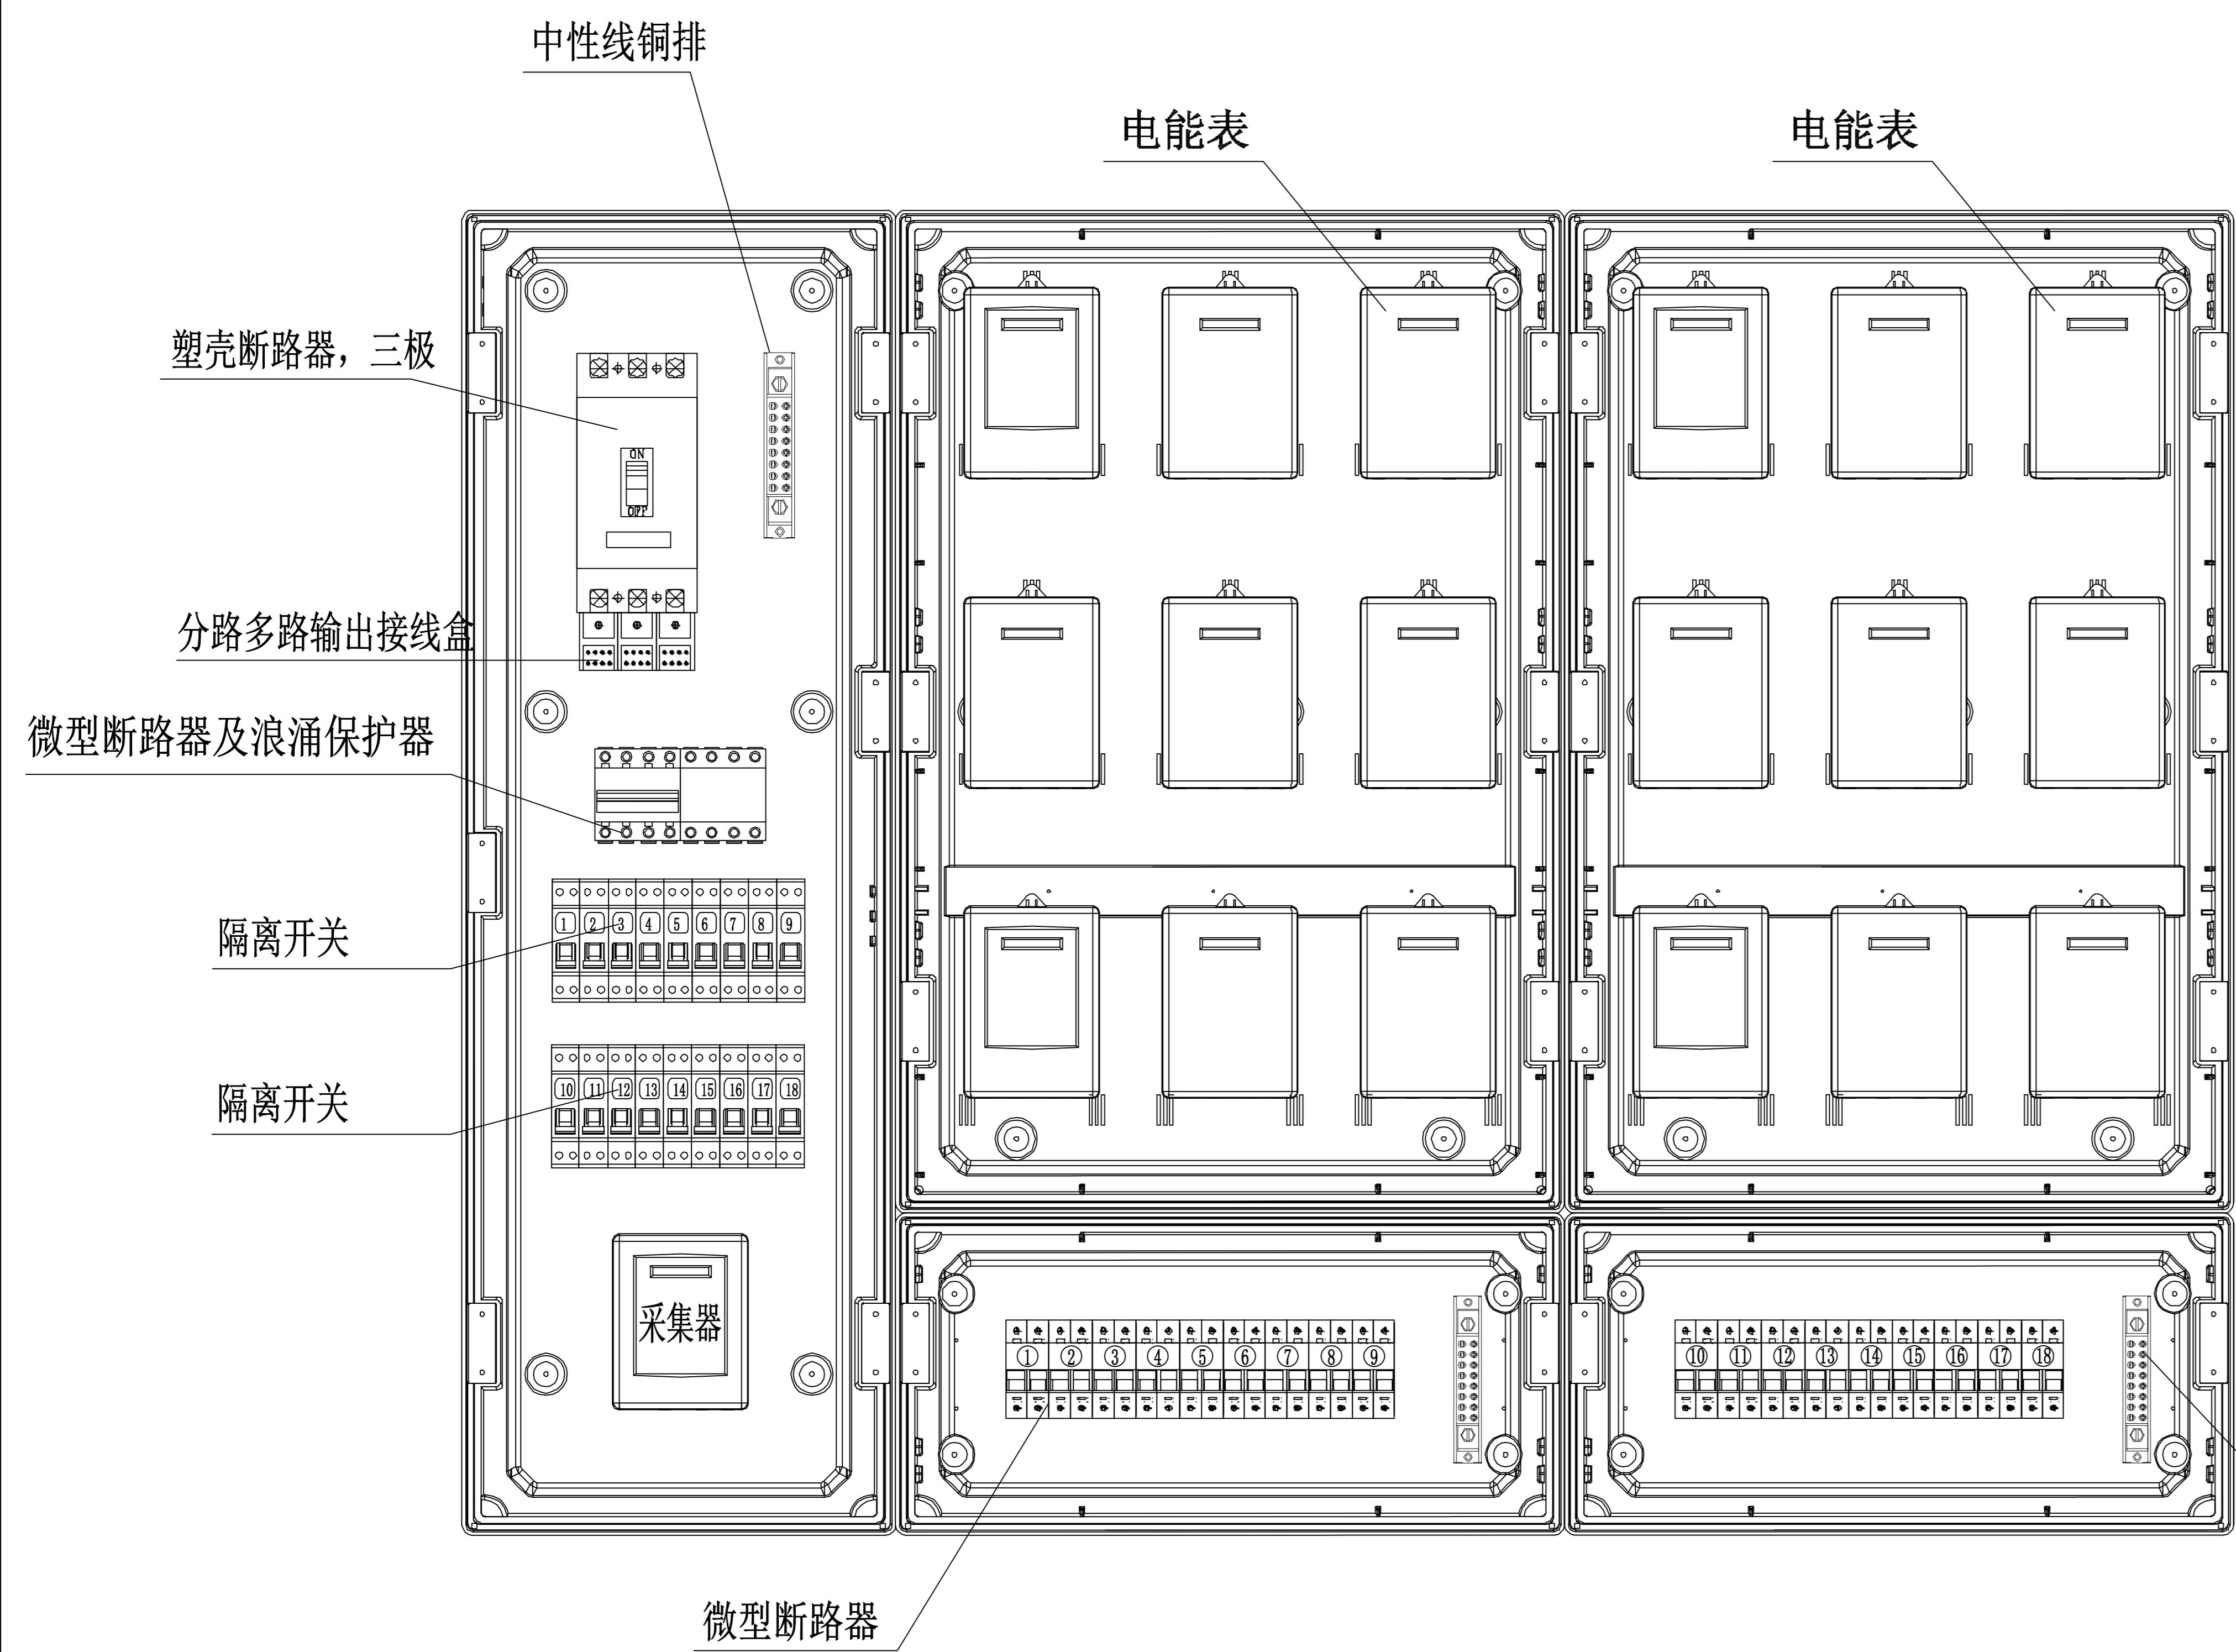 中性线铜排
电能表
电能表
塑壳断路器，三极
ON
OFF
分路多路输出接线盒
微型断路器及浪涌保护器
隔离开关
1 2 3 4 5 6 7 8 9
隔离开关
10 11 12 13 14 15 16 17 18
采集器
① ② ③ ④ ⑤ ⑥ ⑦ ⑧ ⑨
⑩ ⑪ ⑫ ⑬ ⑭ ⑮ ⑯ ⑰ ⑱
微型断路器